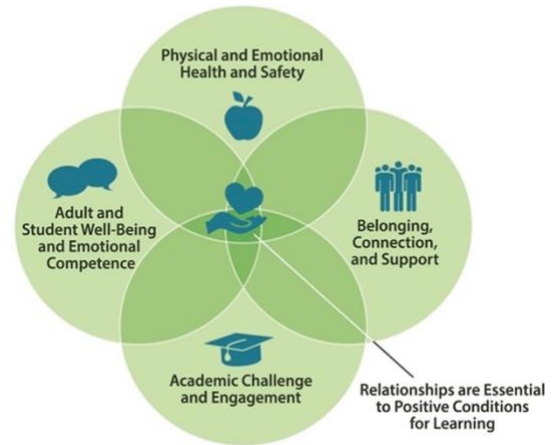 Physical and Emotional
Health and Safety
Adult and
Student Well-Being
and Emotional
Competence
Belonging,
Connection,
and Support
Academic Challenge
and Engagement
Relationships are Essential
to Positive Conditions
for Learning